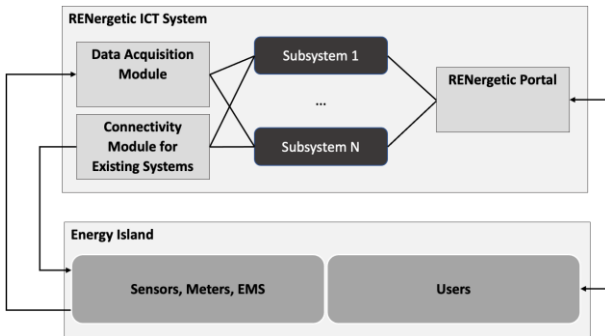 RENergetic ICT System
Data Acquisition
Module
Subsystem 1
...
RENergetic Portal
Connectivity
Module for
Existing Systems
Subsystem N
Energy Island
Sensors, Meters, EMS
Users